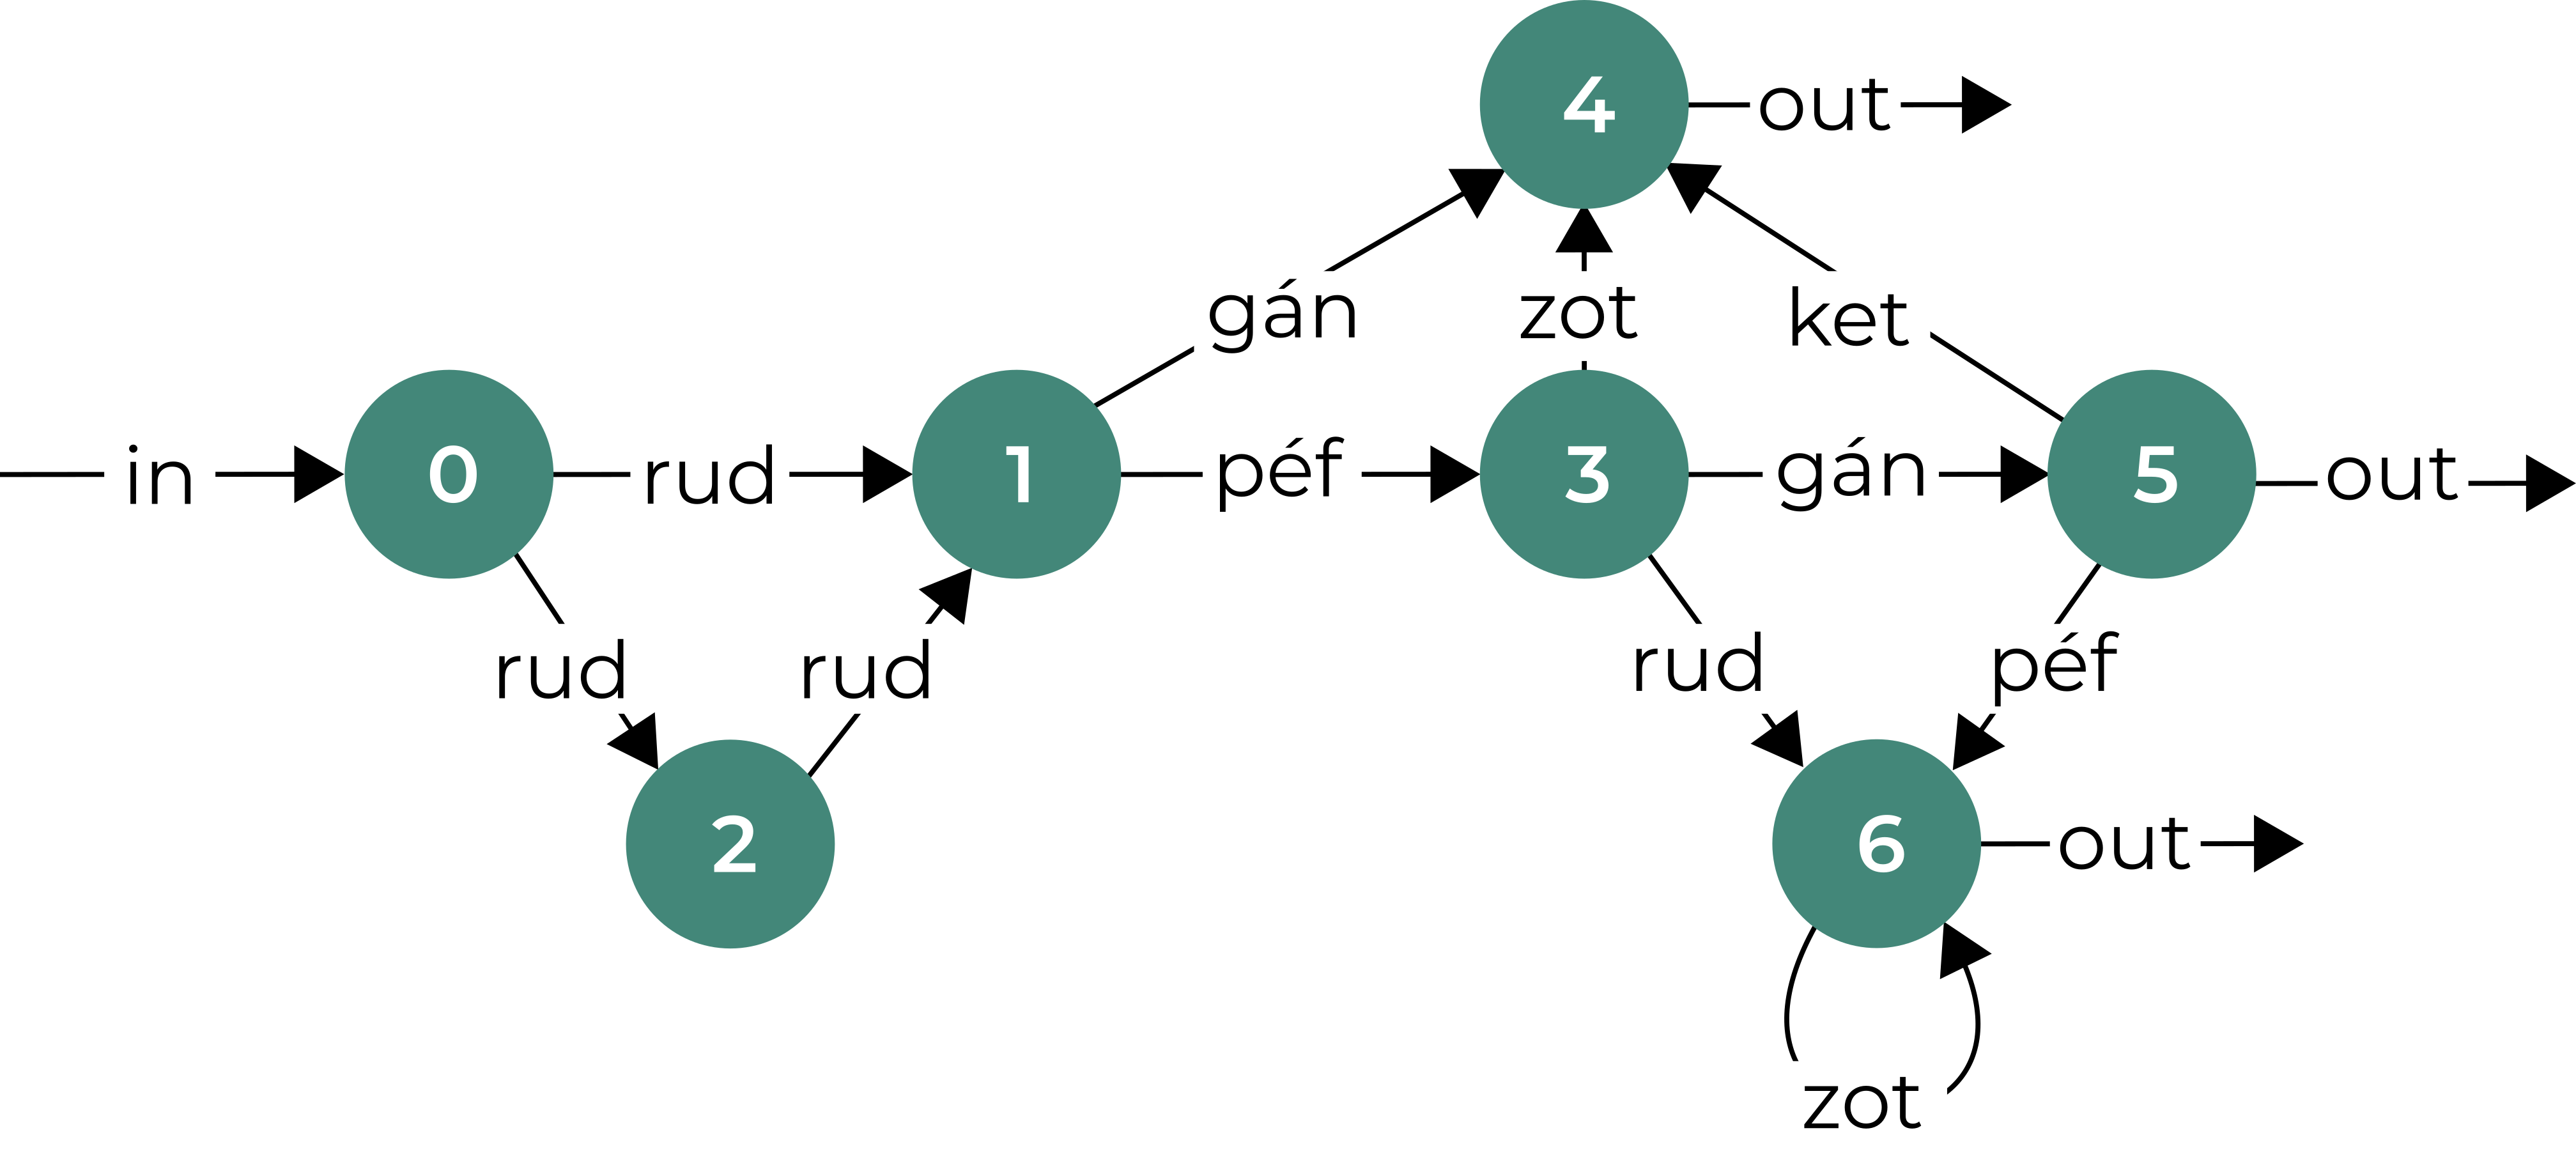 4 out
gán zot ket
in 0 rud 1 péf 3 gán 5 out
rud rud rud péf
2 6 out
zot